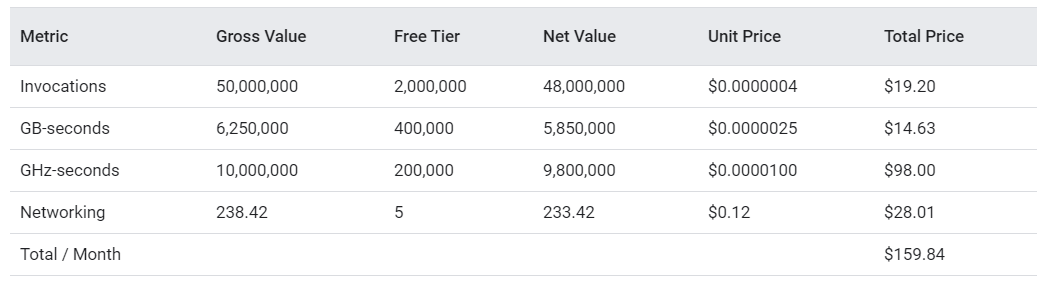 Metric Gross Value Free Tier Net Value Unit Price Total Price
Invocations 50,000,000 2,000,000 48,000,000 $0.0000004 $19.20
GB-seconds 6,250,000 400,000 5,850,000 $0.0000025 $14.63
GHz-seconds 10,000,000 200,000 9,800,000 $0.0000100 $98.00
Networking 238.42 5 233.42 $0.12 $28.01
Total / Month $159.84